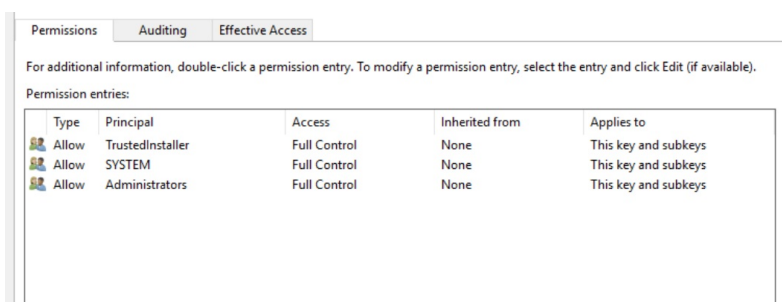 Permissions Auditing Effective Access
For additional information, double-click a permission entry. To modify a permission entry, select the entry and click Edit (if available).
Permission entries:
Type Principal Access Inherited from Applies to
Allow TrustedInstaller Full Control None This key and subkeys
Allow SYSTEM Full Control None This key and subkeys
Allow Administrators Full Control None This key and subkeys